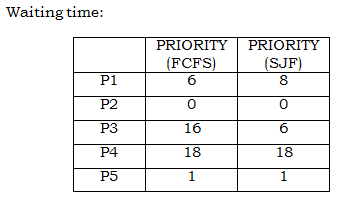 Waiting time:
PRIORITY (FCFS) PRIORITY (SJF)
P1 6 8
P2 0 0
P3 16 6
P4 18 18
P5 1 1